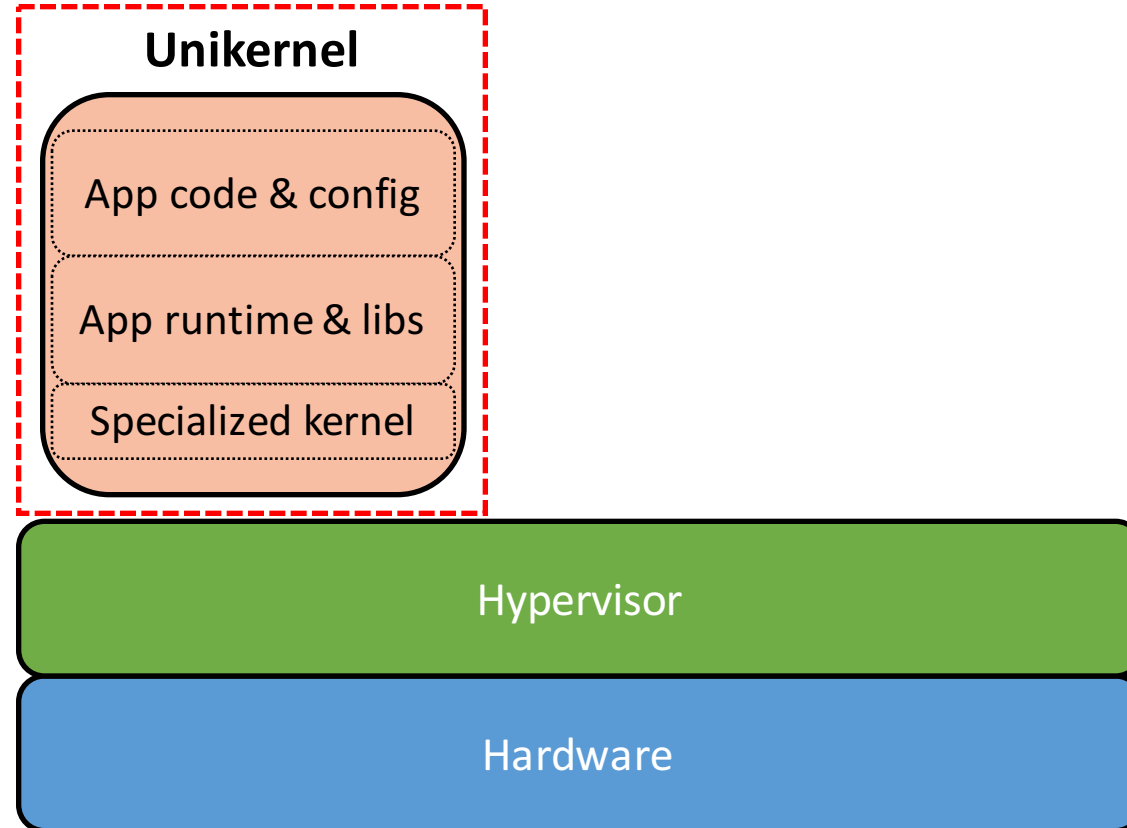 Unikernel
App code & config
App runtime & libs
Specialized kernel
Hypervisor
Hardware